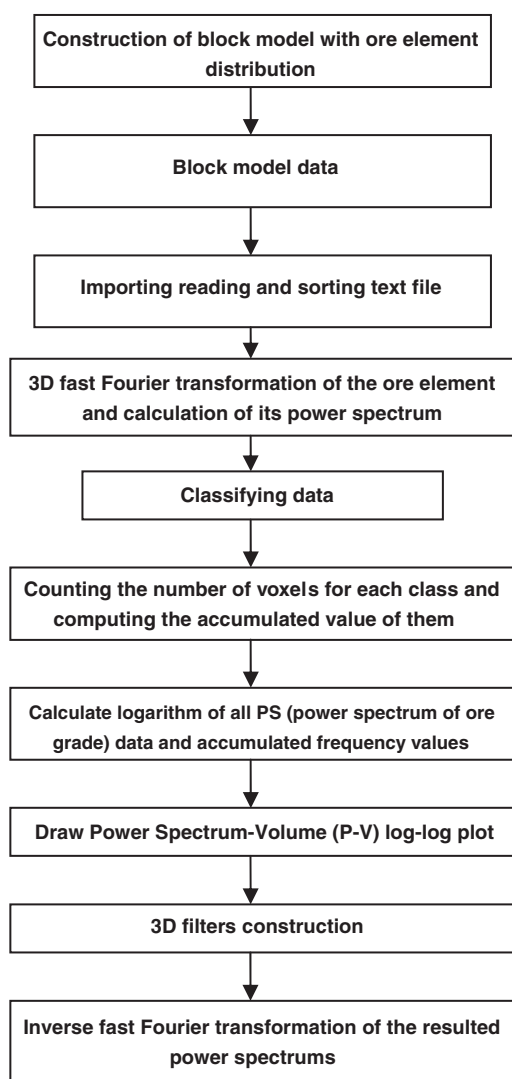 Construction of block model with ore element
distribution
Block model data
Importing reading and sorting text file
3D fast Fourier transformation of the ore element
and calculation of its power spectrum
Classifying data
Counting the number of voxels for each class and
computing the accumulated value of them
Calculate logarithm of all PS (power spectrum of ore
grade) data and accumulated frequency values
Draw Power Spectrum-Volume (P-V) log-log plot
3D filters construction
Inverse fast Fourier transformation of the resulted
power spectrums